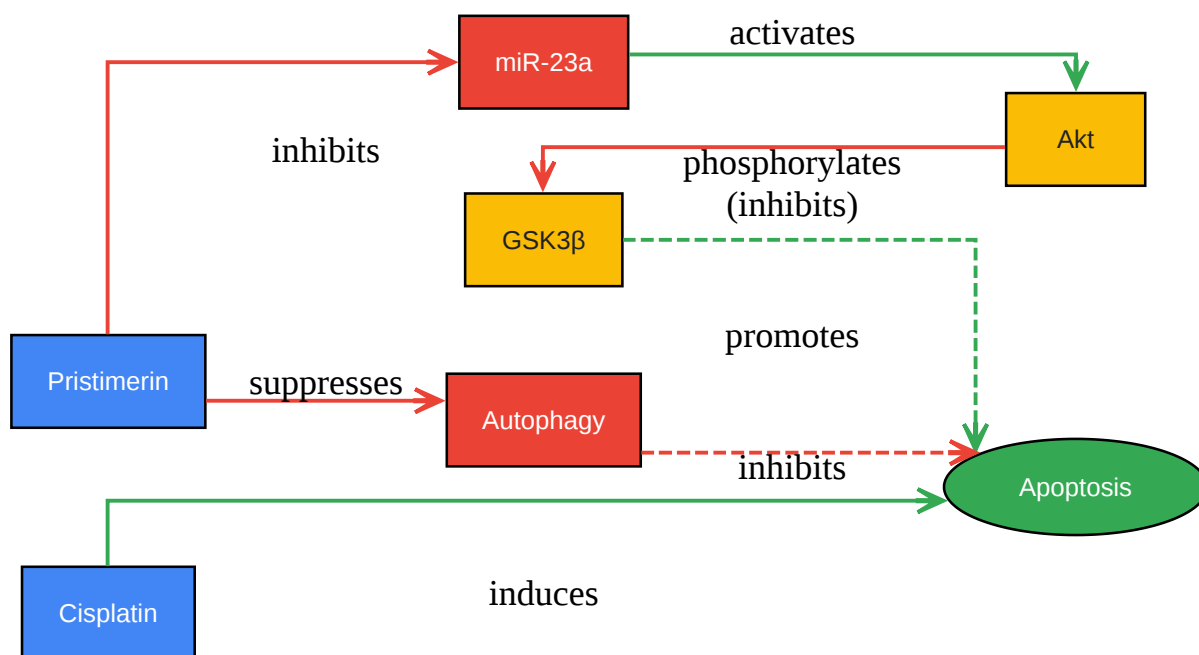 activates
miR-23a
Akt
inhibits
phosphorylates
(inhibits)
GSK3β
promotes
Pristimerin
suppresses
Autophagy
inhibits
Apoptosis
induces
Cisplatin